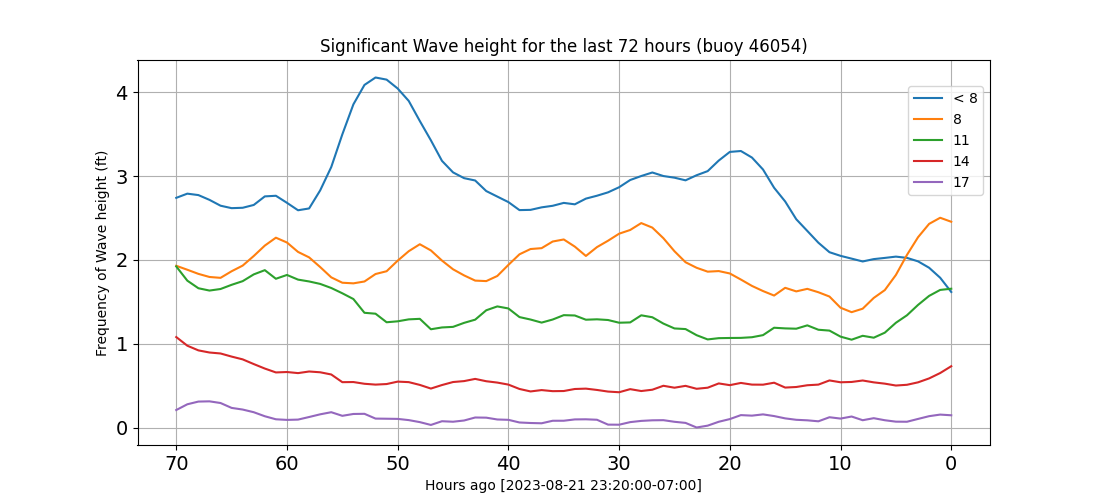 Significant Wave height for the last 72 hours (buoy 46054)
Frequency of Wave height (ft)
4
3
2
1
0
< 8
8
11
14
17
70 60 50 40 30 20 10 0
Hours ago [2023-08-21 23:20:00-07:00]